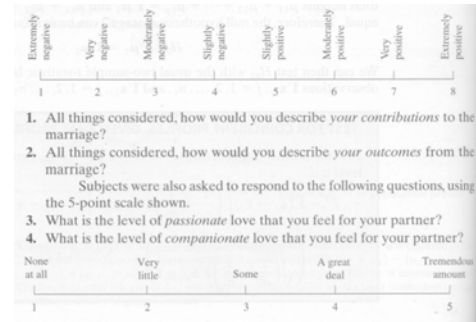 Extremely negative
Very negative
Moderately negative
Slightly negative
Slightly positive
Moderately positive
Very positive
Extremely positive
1 2 3 4 5 6 7 8
1. All things considered, how would you describe your contributions to the
marriage?
2. All things considered, how would you describe your outcomes from the
marriage?
Subjects were also asked to respond to the following questions, using
the 5-point scale shown.
3. What is the level of passionate love that you feel for your partner?
4. What is the level of companionate love that you feel for your partner?
None Very A great Tremendous
at all little Some deal amount
1 2 3 4 5